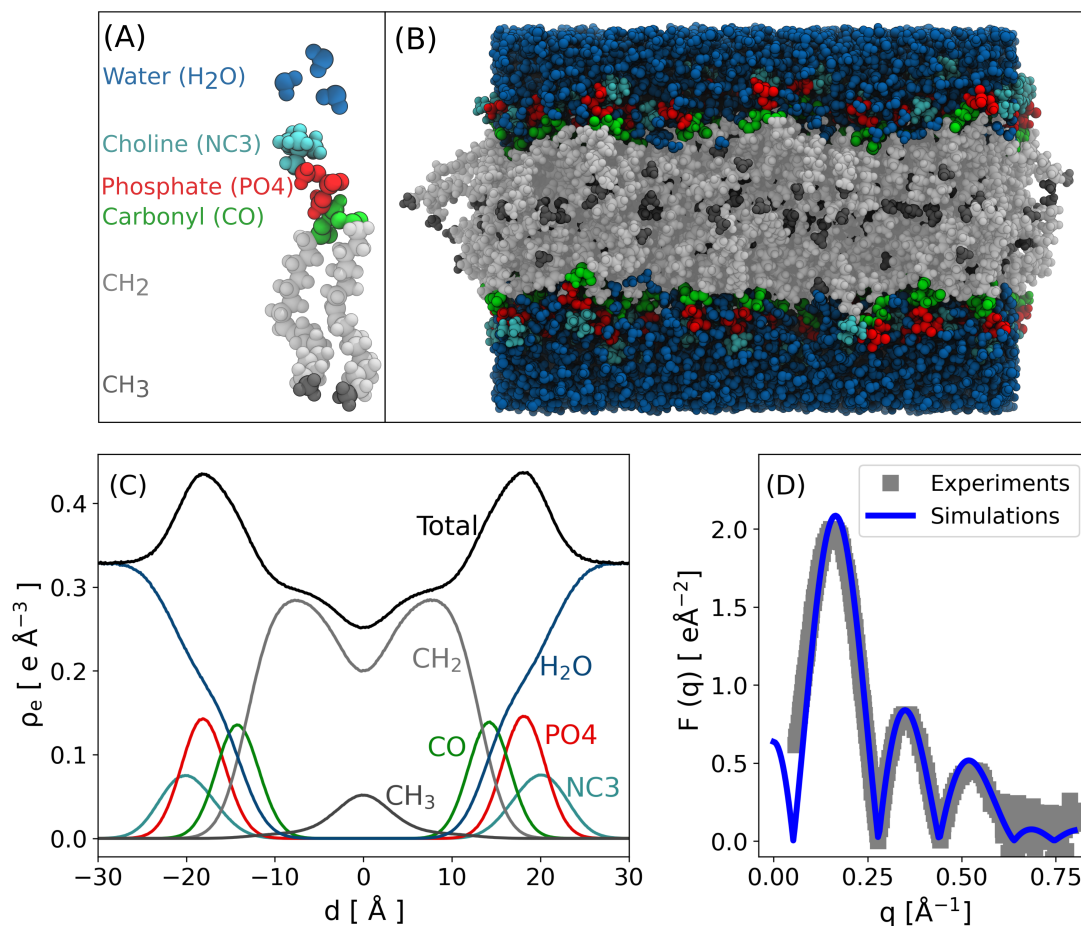 (A)
Water (H2O)
Choline (NC3)
Phosphate (PO4)
Carbonyl (CO)
CH2
CH3
(B)
(C)
Total
CH2
H2O
CO
PO4
NC3
CH3
0.4
0.3
0.2
0.1
0.0
ρe [ e Å−3 ]
−30 −20 −10 0 10 20 30
d [ Å ]
(D)
Experiments
Simulations
2.0
1.5
1.0
0.5
0.0
F (q) [ eÅ−2 ]
0.00 0.25 0.50 0.75
q [Å−1]